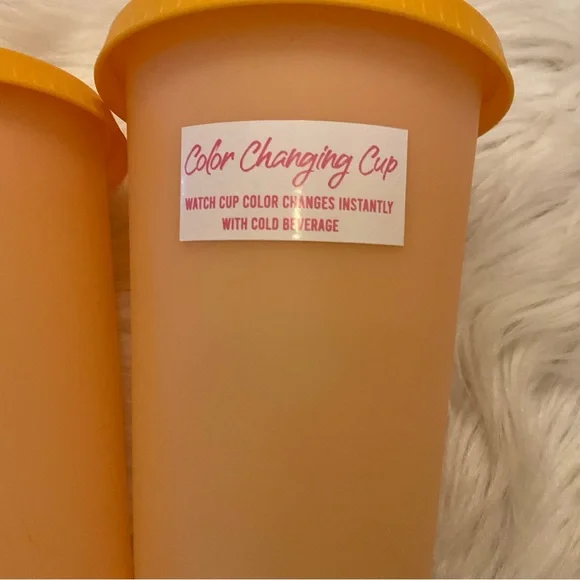 Color Changing Cup
WATCH CUP COLOR CHANGES INSTANTLY
WITH COLD BEVERAGE